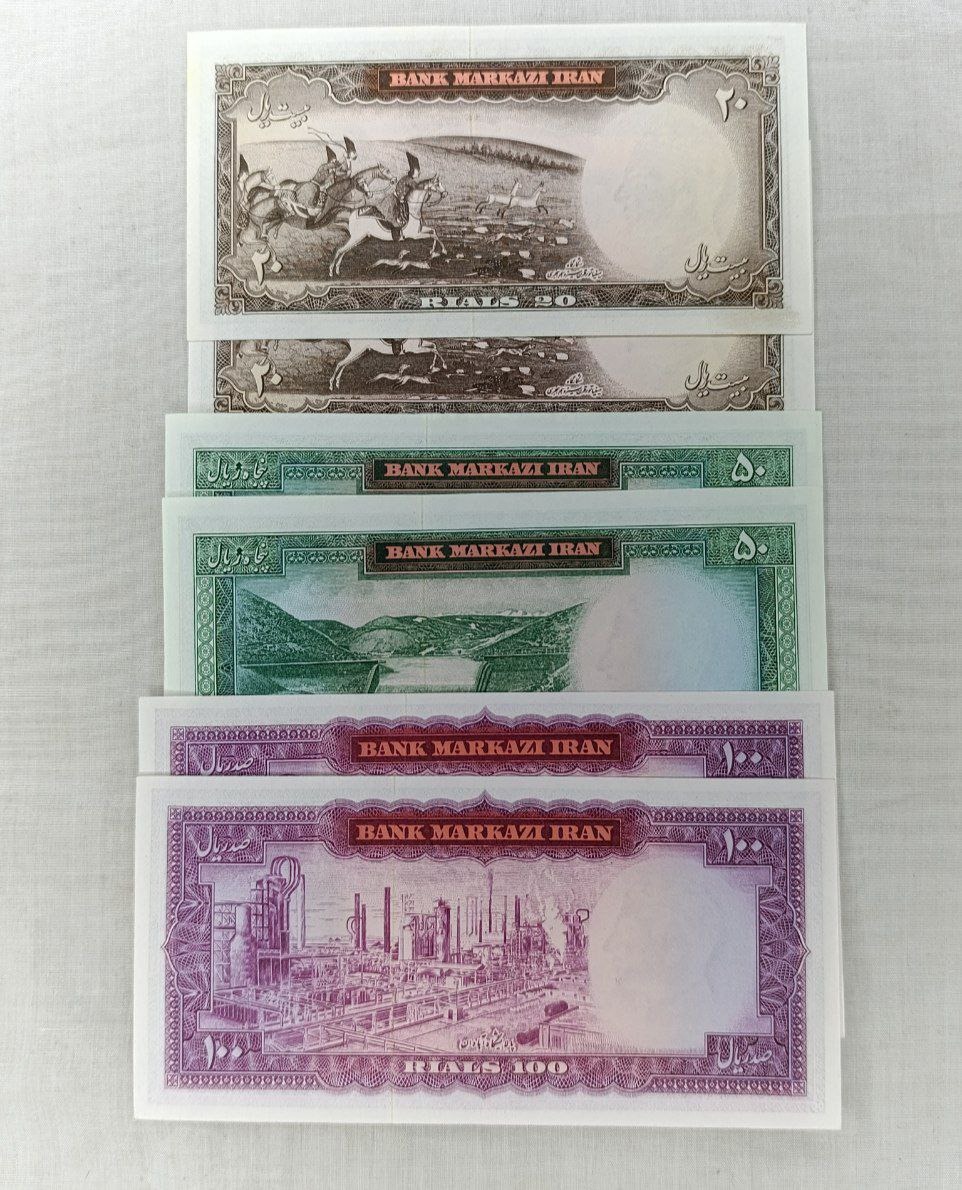 BANK MARKAZI IRAN
بیست ریال
۲۰
۲۰
بیست ریال
RIALS 20
۲۰
بیست ریال
پنجاه ریال
BANK MARKAZI IRAN
۵۰
پنجاه ریال
BANK MARKAZI IRAN
۵۰
صد ریال
BANK MARKAZI IRAN
۱۰۰
صد ریال
BANK MARKAZI IRAN
۱۰۰
۱۰۰
صد ریال
RIALS 100